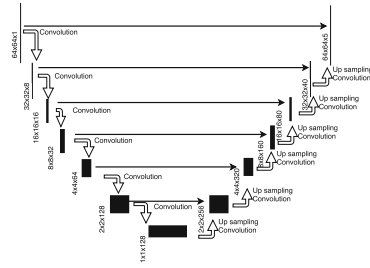 64x64x1
Convolution
64x64x5
32x32x8
Convolution
32x32x40
Up sampling
Convolution
16x16x16
Convolution
16x16x80
Up sampling
Convolution
8x8x32
Convolution
8x8x160
Up sampling
Convolution
4x4x64
Convolution
4x4x320
Up sampling
Convolution
2x2x128
Convolution
2x2x256
Up sampling
Convolution
1x1x128
Up sampling
Convolution